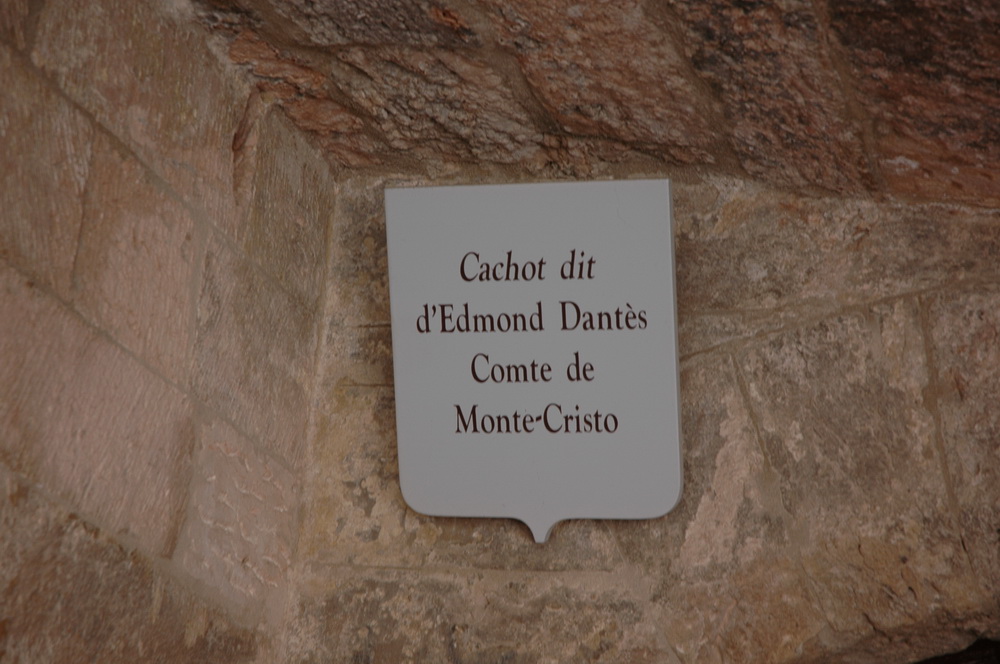 Cachot dit
d'Edmond Dantès
Comte de
Monte-Cristo